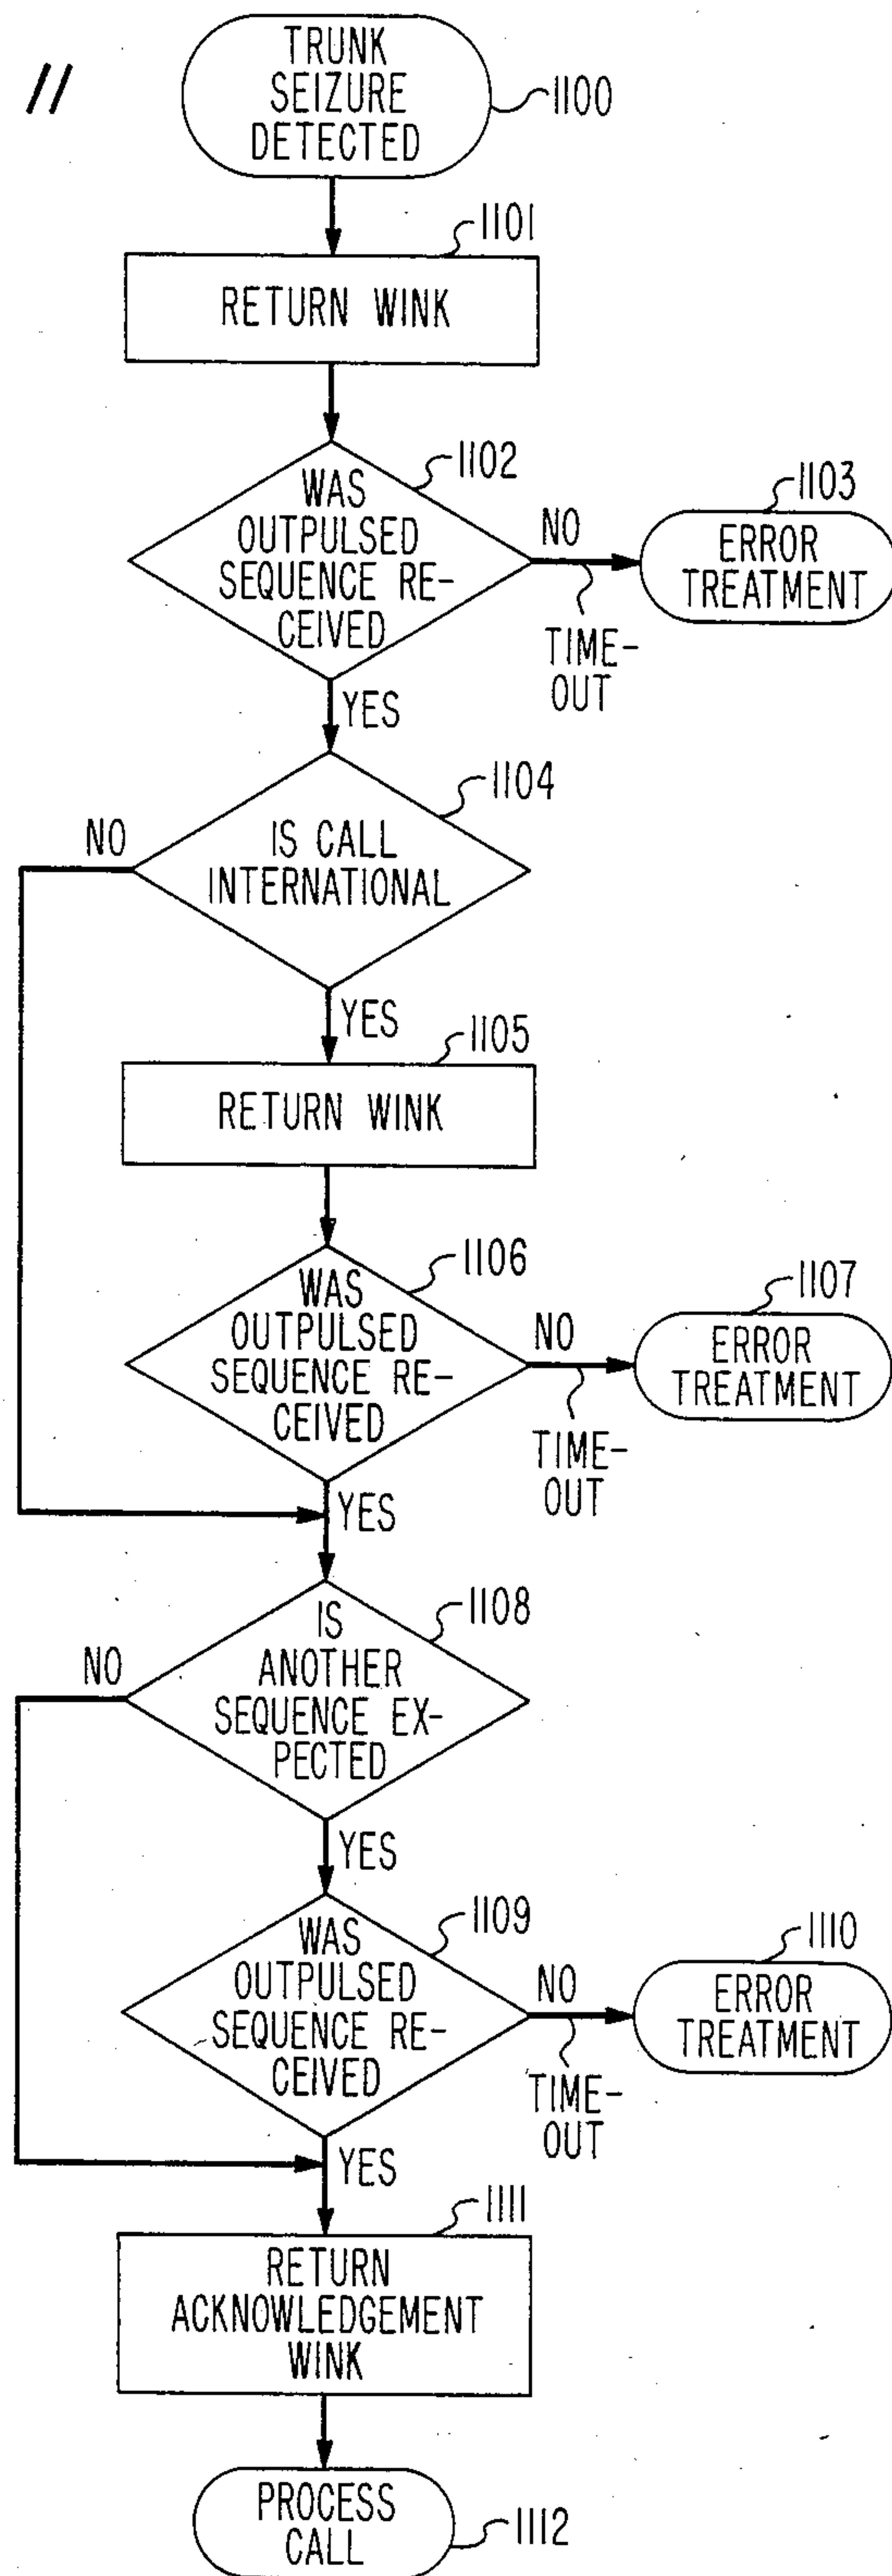 11
TRUNK
SEIZURE
DETECTED
1100
1101
RETURN WINK
1102
WAS
OUTPULSED
SEQUENCE RE-
CEIVED
NO
TIME-
OUT
1103
ERROR
TREATMENT
YES
1104
IS CALL
INTERNATIONAL
NO
YES
1105
RETURN WINK
1106
WAS
OUTPULSED
SEQUENCE RE-
CEIVED
NO
TIME-
OUT
1107
ERROR
TREATMENT
YES
1108
IS
ANOTHER
SEQUENCE EX-
PECTED
NO
YES
1109
WAS
OUTPULSED
SEQUENCE RE-
CEIVED
NO
TIME-
OUT
1110
ERROR
TREATMENT
YES
1111
RETURN
ACKNOWLEDGEMENT
WINK
PROCESS
CALL
1112